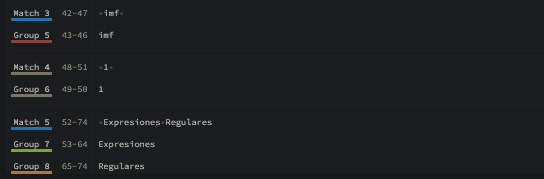 Match 3 42-47 •imf•
Group 5 43-46 imf
Match 4 48-51 •1•
Group 6 49-50 1
Match 5 52-74 •Expresiones•Regulares
Group 7 53-64 Expresiones
Group 8 65-74 Regulares